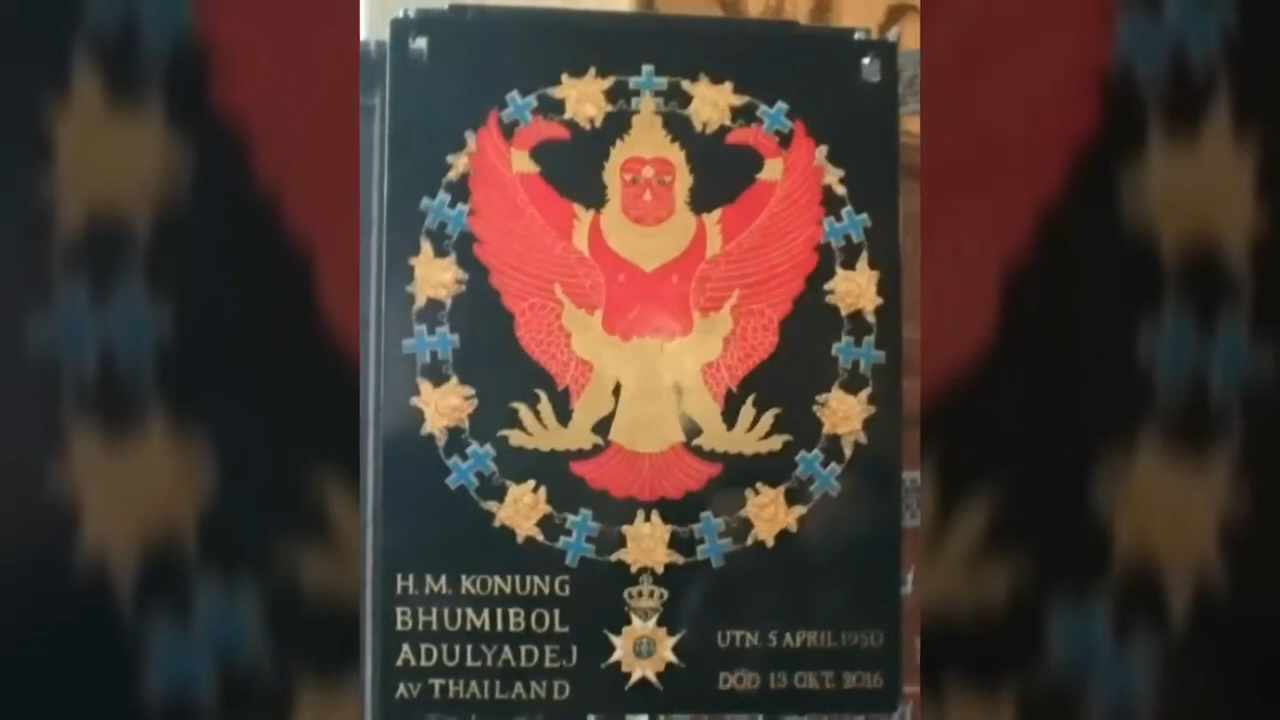 H. M. KONUNG
BHUMIBOL
ADULYADEJ
AV THAILAND
UTN. 5 APRIL 1950
DÖD 13 OKT. 2016